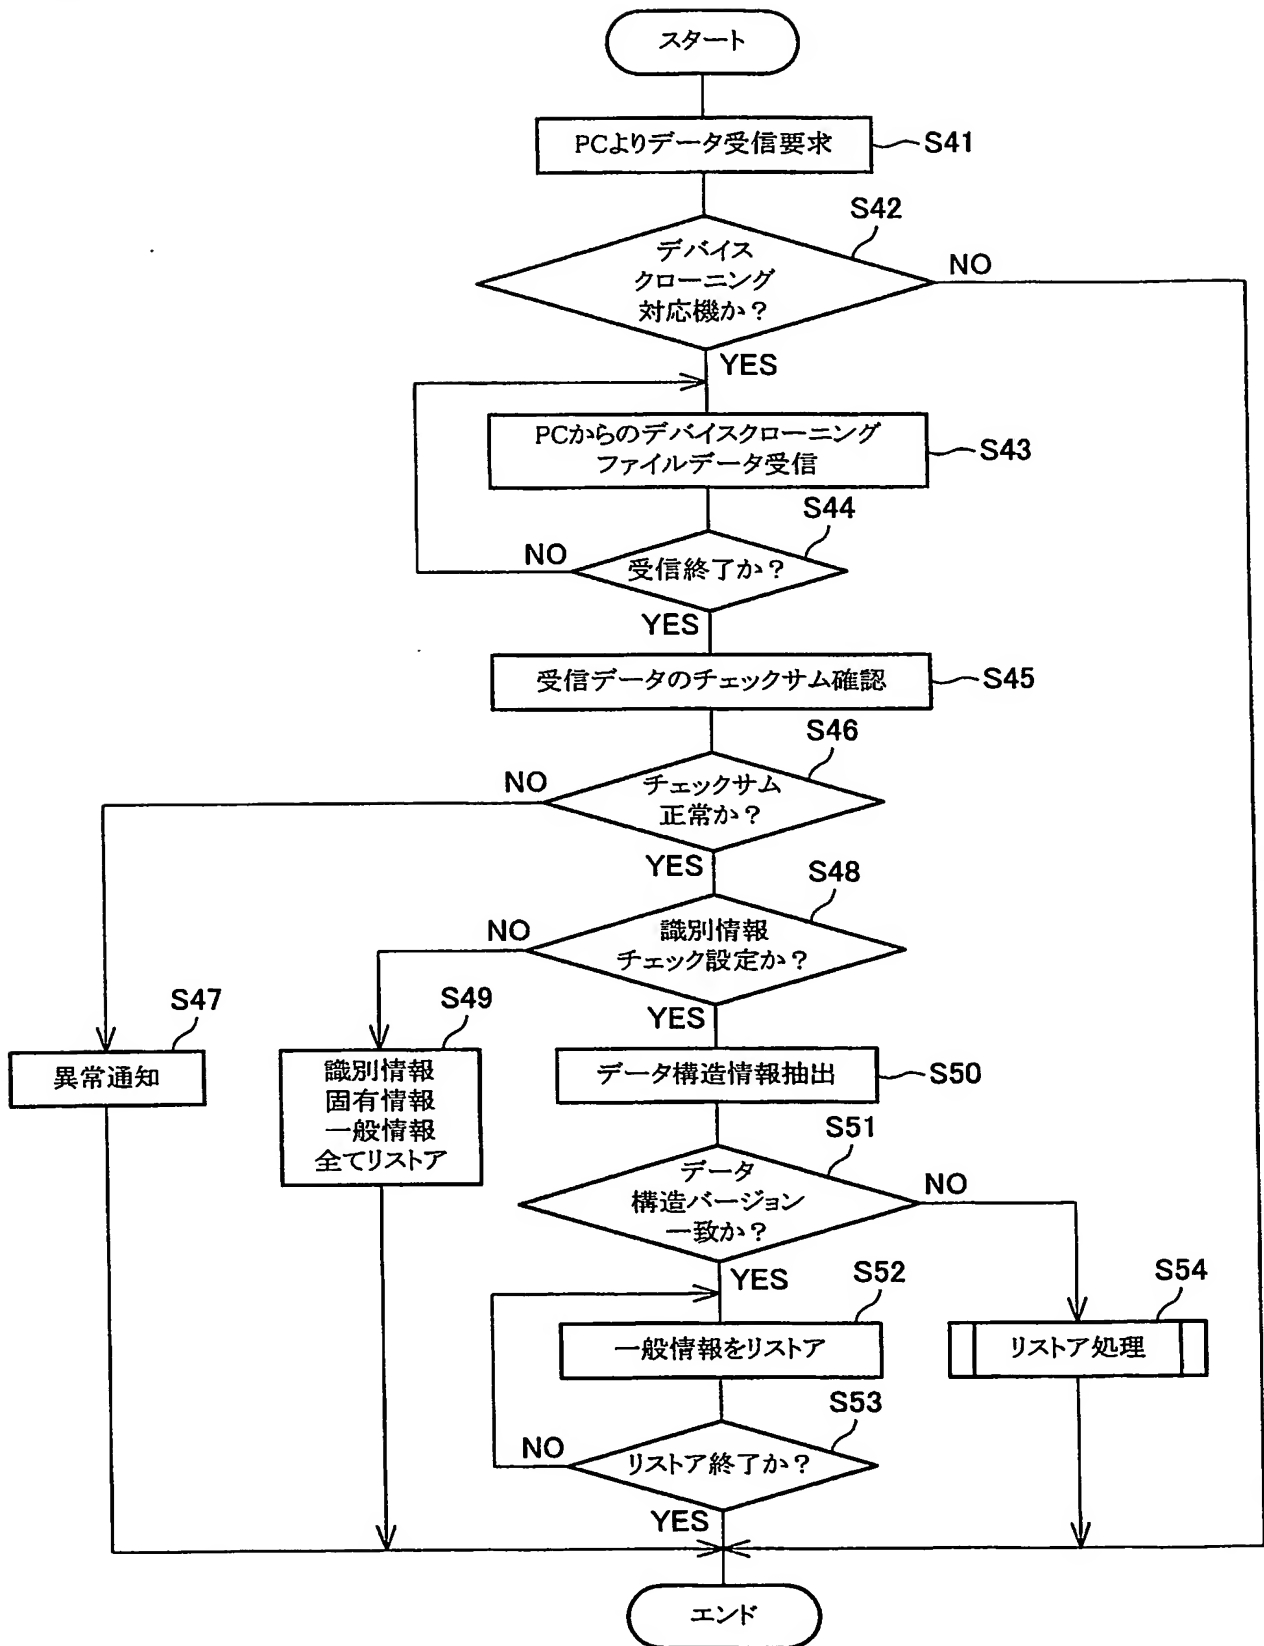 スタート
PCよりデータ受信要求
S41
S42
デバイス
クローニング
対応機か？
NO
YES
PCからのデバイスクローニング
ファイルデータ受信
S43
S44
NO
受信終了か？
YES
受信データのチェックサム確認
S45
S46
NO
チェックサム
正常か？
YES
S48
NO
識別情報
チェック設定か？
YES
S47
異常通知
S49
識別情報
固有情報
一般情報
全てリストア
データ構造情報抽出
S50
S51
データ
構造バージョン
一致か？
NO
YES
S52
一般情報をリストア
S54
リストア処理
S53
NO
リストア終了か？
YES
エンド